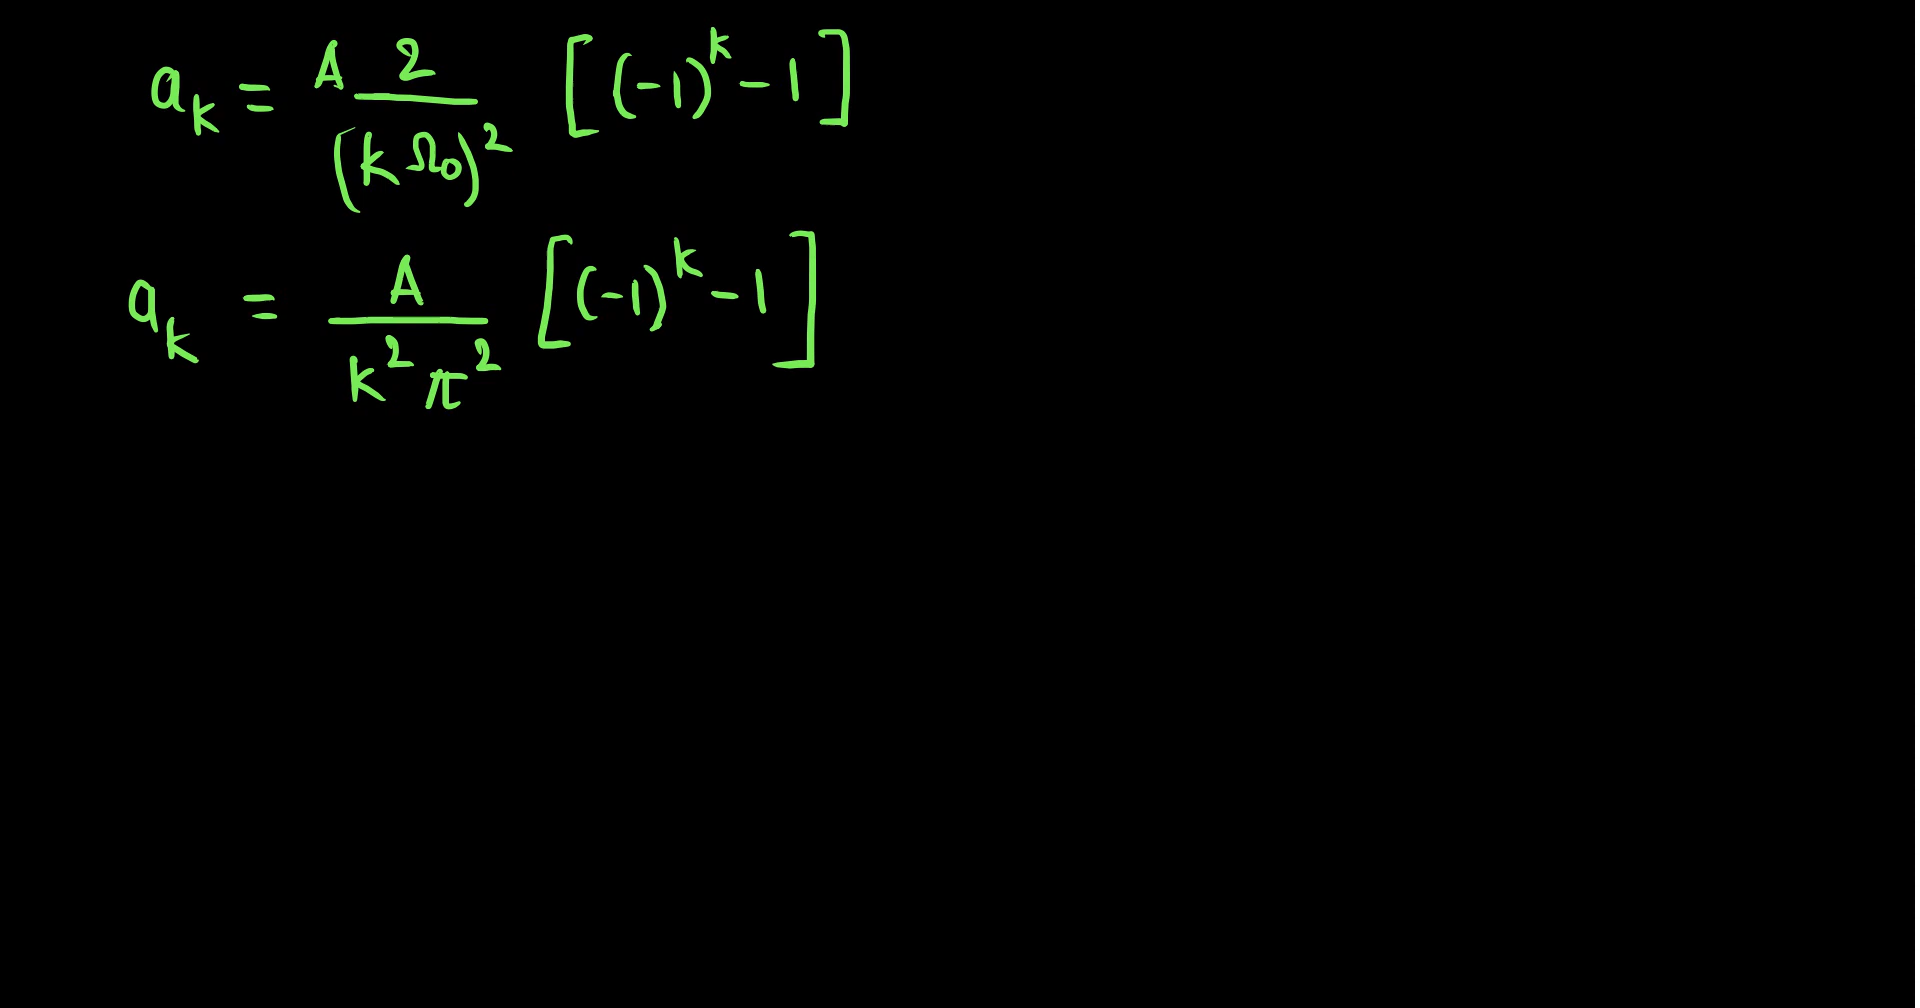 a_k = A 2/(kΩ₀)² [(-1)^k - 1]
a_k = A/(k²π²) [(-1)^k - 1]